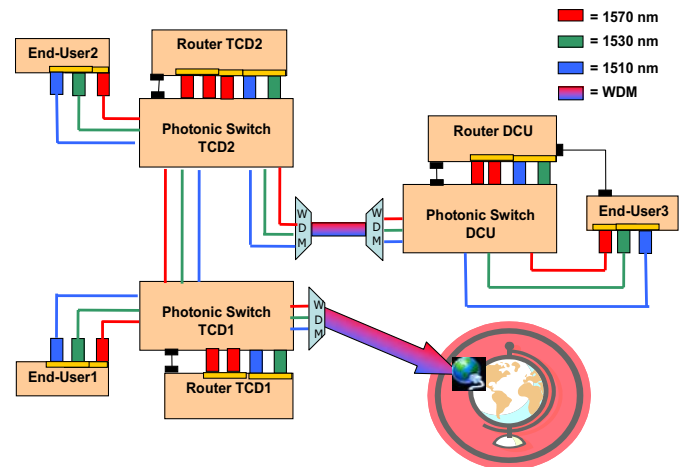 = 1570 nm
= 1530 nm
= 1510 nm
= WDM
End-User2
Router TCD2
Photonic Switch
TCD2
Router DCU
Photonic Switch
DCU
End-User3
W
D
M
W
D
M
Photonic Switch
TCD1
W
D
M
End-User1
Router TCD1